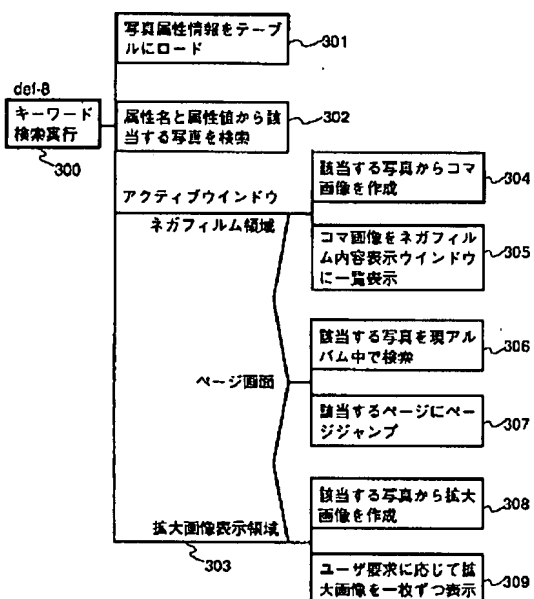 写真属性情報をテーブ
ルにロード
301
def-8
キーワード
検索実行
300
属性名と属性値から該
当する写真を検索
302
アクティブウインドウ
ネガフィルム領域
該当する写真からコマ
画像を作成
304
コマ画像をネガフィル
ム内容表示ウインドウ
に一覧表示
305
ページ画面
該当する写真を現アル
バム中で検索
306
該当するページにペー
ジジャンプ
307
拡大画像表示領域
303
該当する写真から拡大
画像を作成
308
ユーザ要求に応じて拡
大画像を一枚ずつ表示
309